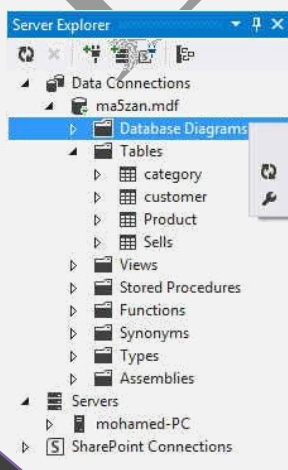 Server Explorer
Data Connections
ma5zan.mdf
Database Diagrams
Tables
category
customer
Product
Sells
Views
Stored Procedures
Functions
Synonyms
Types
Assemblies
Servers
mohamed-PC
SharePoint Connections